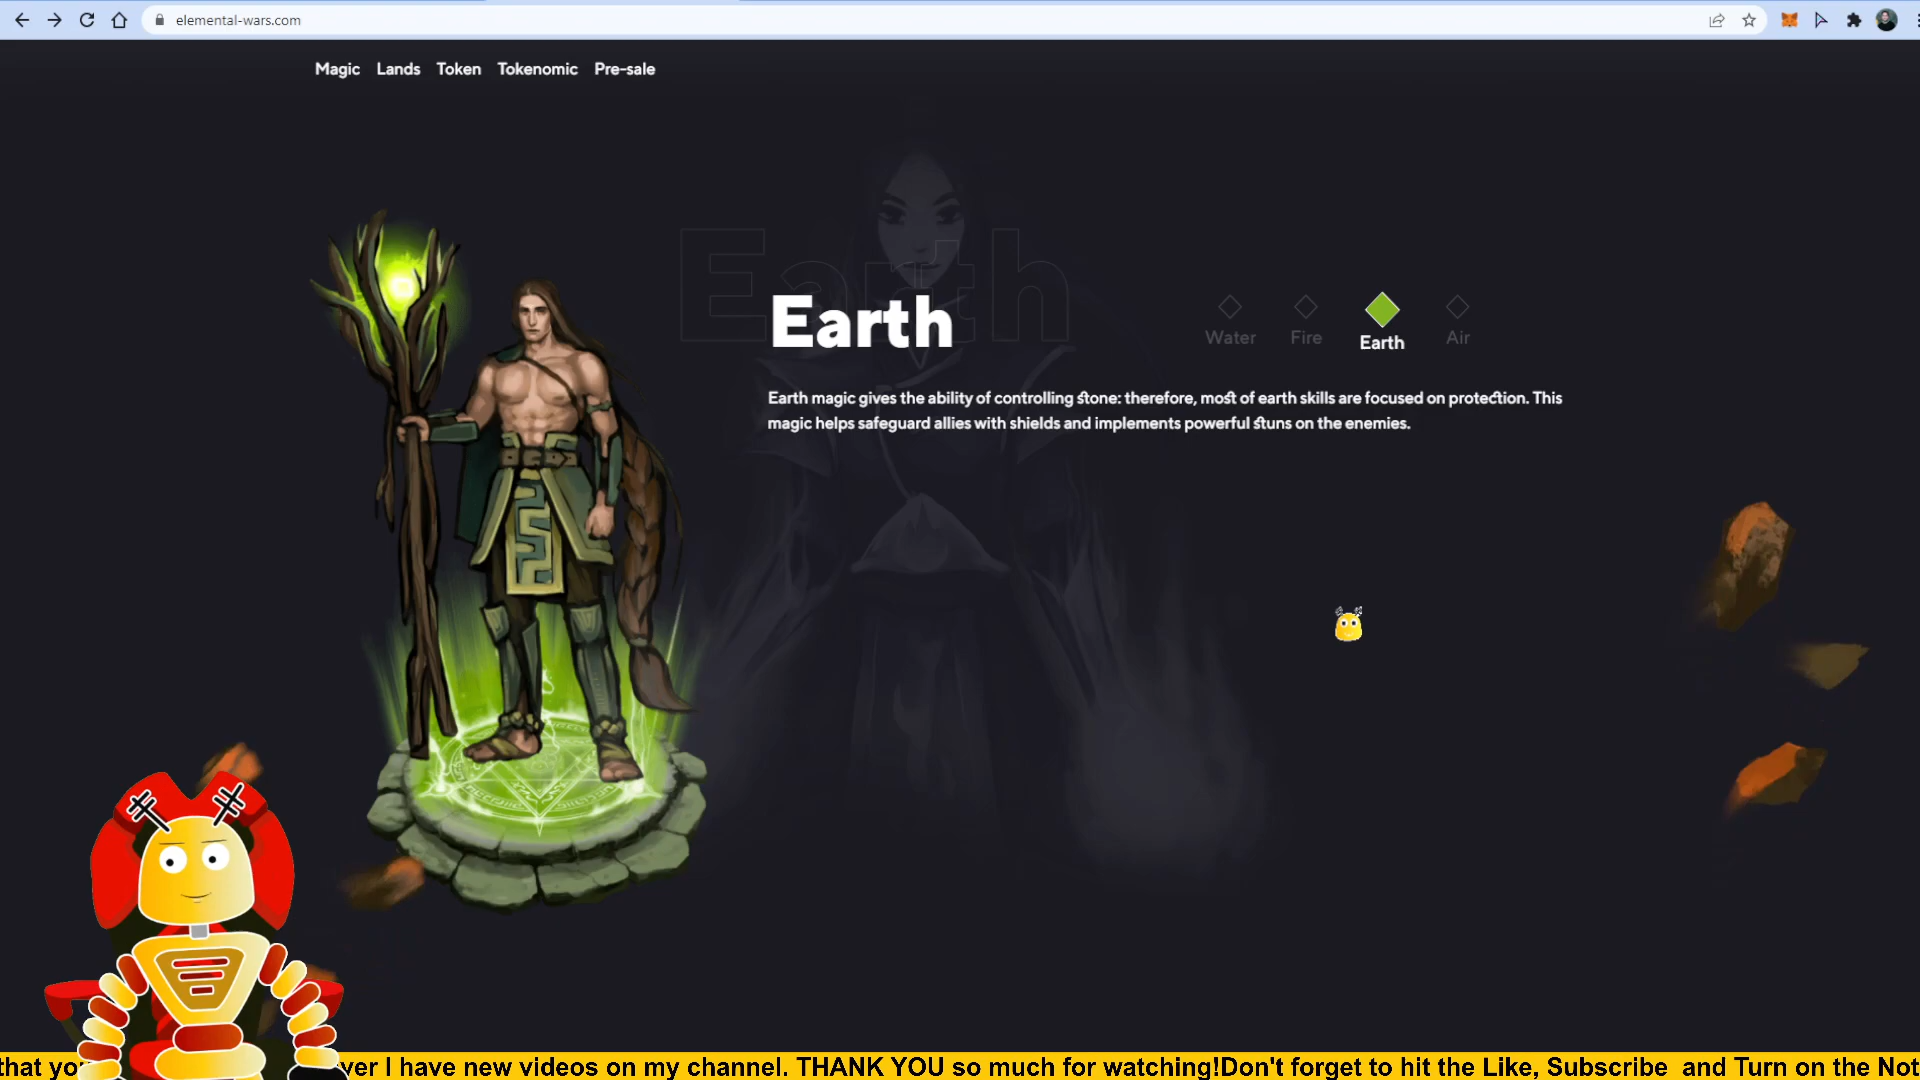 elemental-wars.com
Magic Lands Token Tokenomic Pre-sale
Earth
Earth
Water Fire Earth Air
Earth magic gives the ability of controlling stone: therefore, most of earth skills are focused on protection. This
magic helps safeguard allies with shields and implements powerful stuns on the enemies.
that I have new videos on my channel. THANK YOU so much for watching!Don't forget to hit the Like, Subscribe and Turn on the